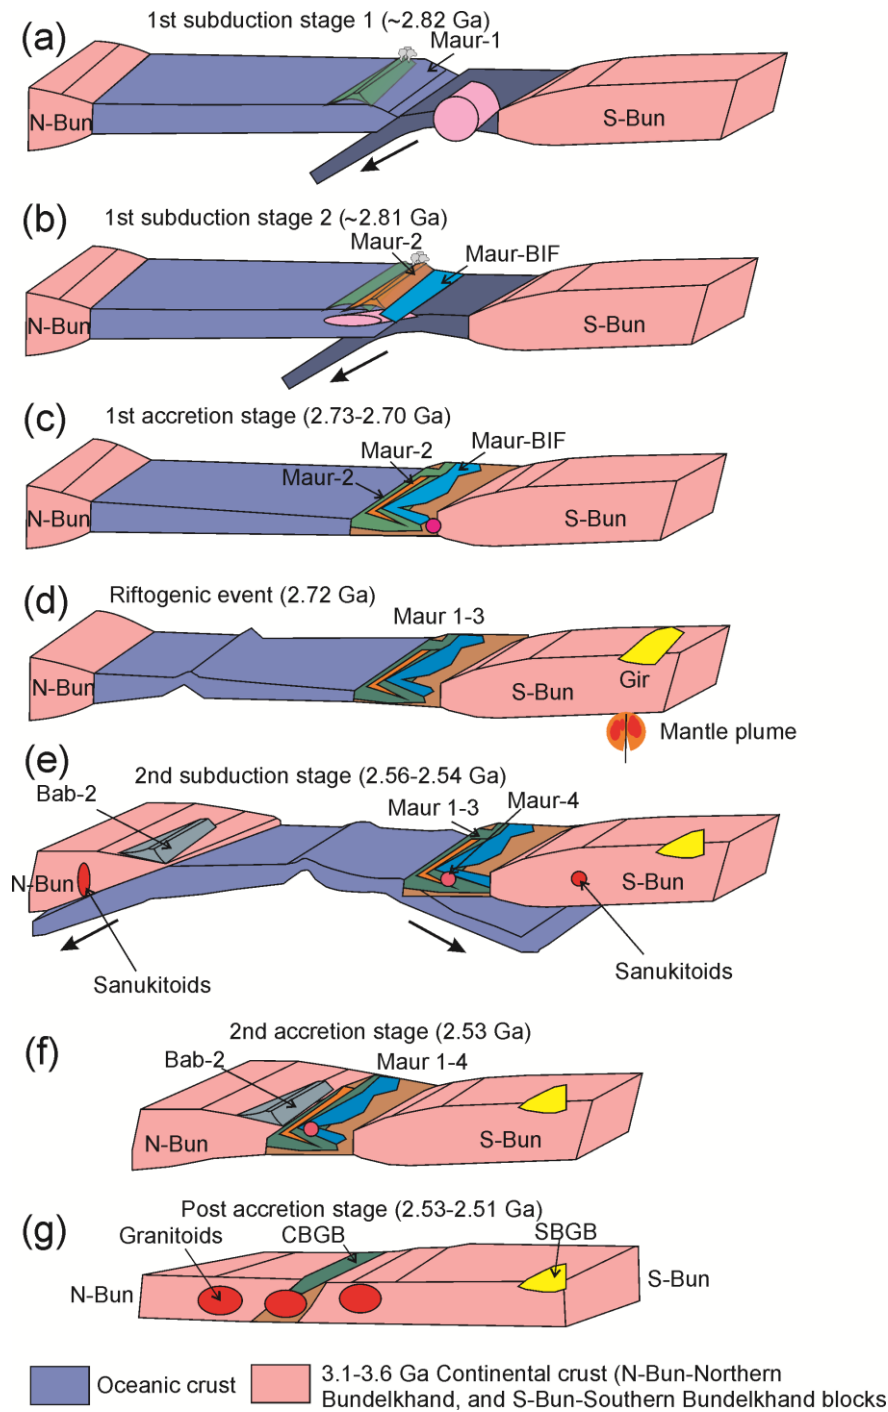 (a)
1st subduction stage 1 (~2.82 Ga)
Maur-1
N-Bun
S-Bun
(b)
1st subduction stage 2 (~2.81 Ga)
Maur-2
Maur-BIF
N-Bun
S-Bun
(c)
1st accretion stage (2.73-2.70 Ga)
Maur-2
Maur-BIF
Maur-2
N-Bun
S-Bun
(d)
Riftogenic event (2.72 Ga)
Maur 1-3
N-Bun
S-Bun
Gir
Mantle plume
(e)
2nd subduction stage (2.56-2.54 Ga)
Bab-2
Maur 1-3
Maur-4
N-Bun
S-Bun
Sanukitoids
Sanukitoids
(f)
2nd accretion stage (2.53 Ga)
Bab-2
Maur 1-4
N-Bun
S-Bun
(g)
Post accretion stage (2.53-2.51 Ga)
Granitoids
CBGB
SBGB
N-Bun
S-Bun
Oceanic crust
3.1-3.6 Ga Continental crust (N-Bun-Northern
Bundelkhand, and S-Bun-Southern Bundelkhand blocks